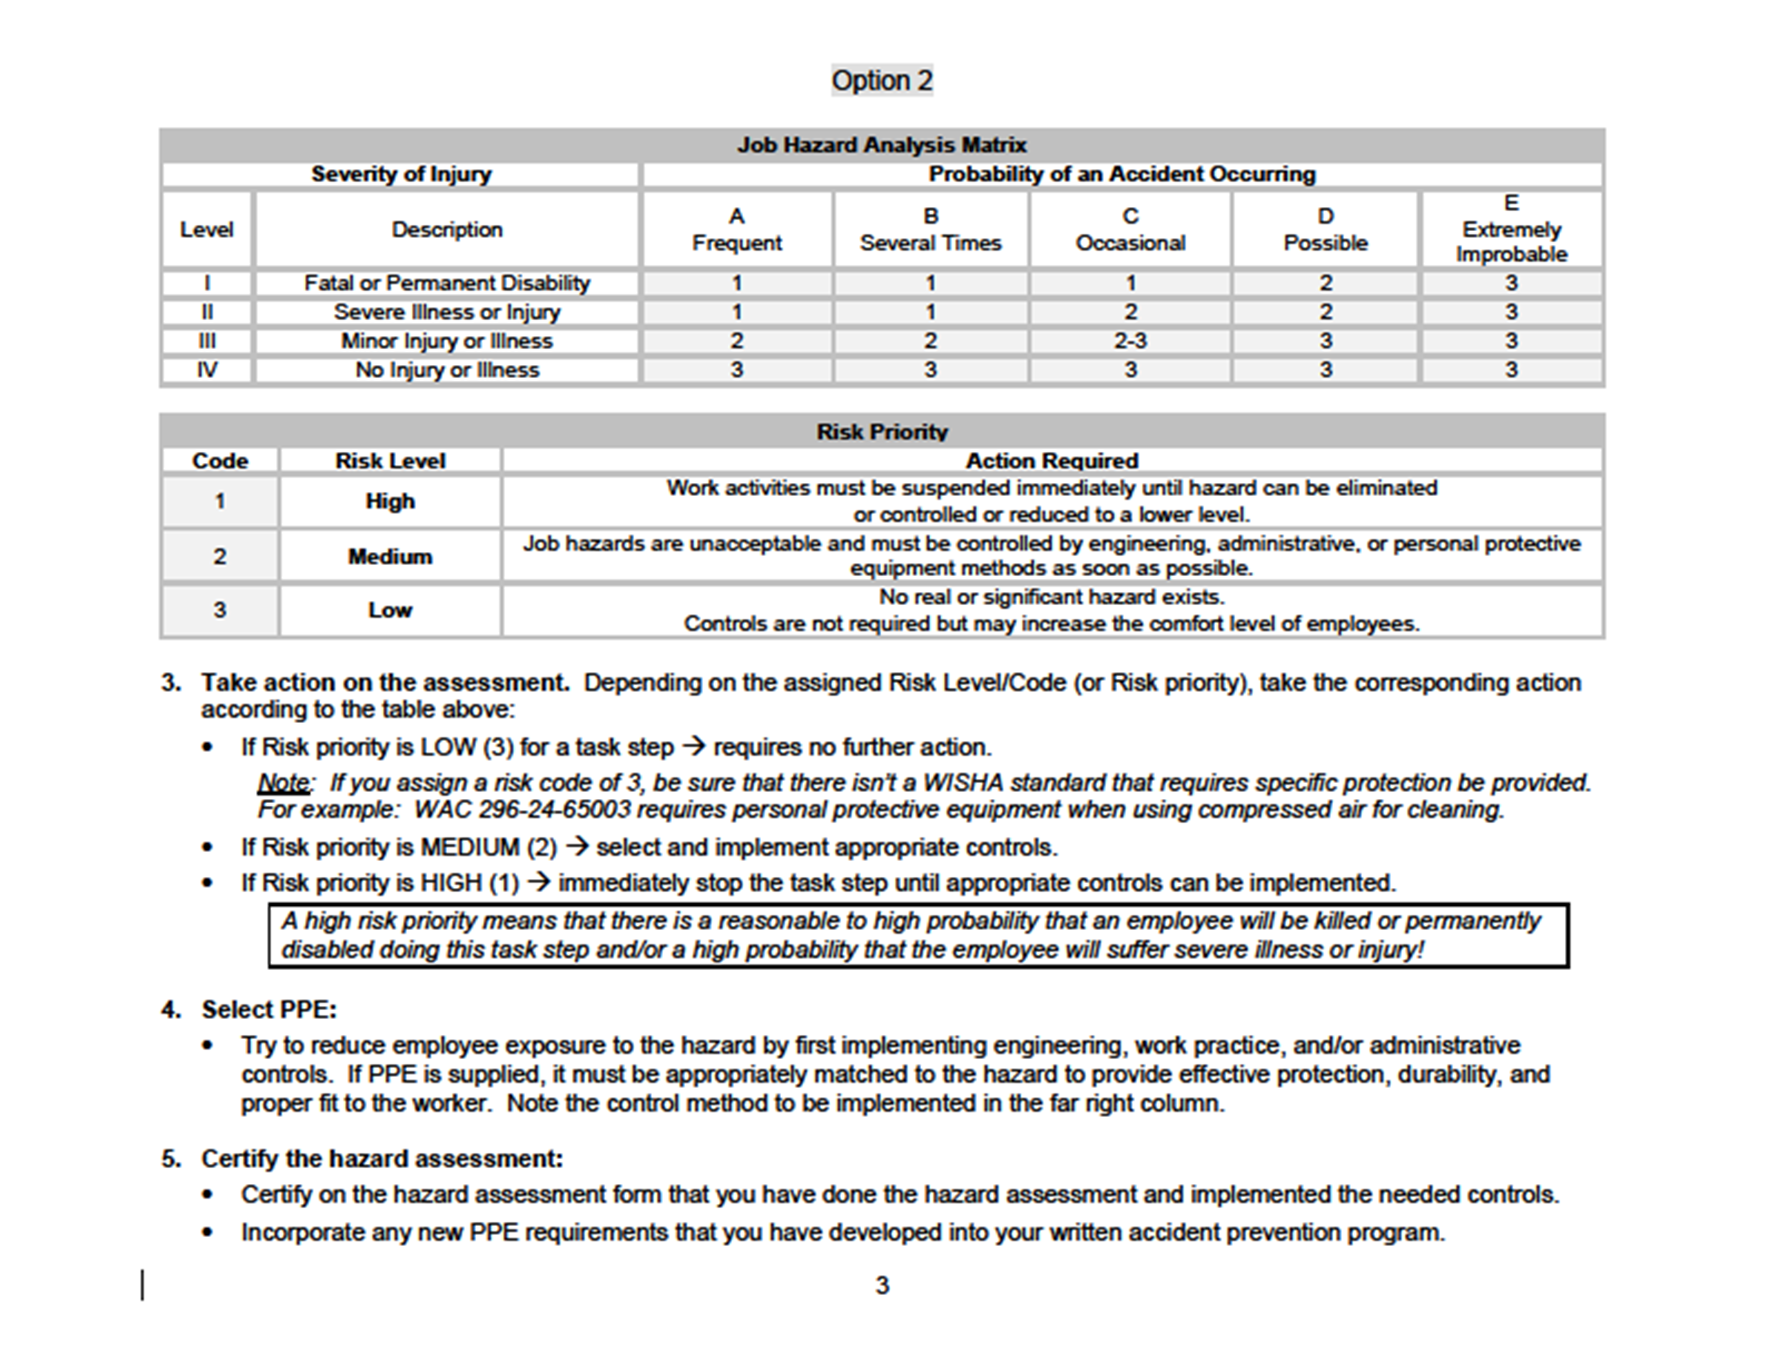 Option 2
Job Hazard Analysis Matrix
Severity of Injury Probability of an Accident Occurring
Level Description A Frequent B Several Times C Occasional D Possible E Extremely Improbable
I Fatal or Permanent Disability 1 1 1 2 3
II Severe Illness or Injury 1 1 2 2 3
III Minor Injury or Illness 2 2 2-3 3 3
IV No Injury or Illness 3 3 3 3 3
Risk Priority
Code Risk Level Action Required
1 High Work activities must be suspended immediately until hazard can be eliminated
or controlled or reduced to a lower level.
2 Medium Job hazards are unacceptable and must be controlled by engineering, administrative, or personal protective
equipment methods as soon as possible.
3 Low No real or significant hazard exists.
Controls are not required but may increase the comfort level of employees.
3. Take action on the assessment. Depending on the assigned Risk Level/Code (or Risk priority), take the corresponding action
according to the table above:
• If Risk priority is LOW (3) for a task step → requires no further action.
Note: If you assign a risk code of 3, be sure that there isn't a WISHA standard that requires specific protection be provided.
For example: WAC 296-24-65003 requires personal protective equipment when using compressed air for cleaning.
• If Risk priority is MEDIUM (2) → select and implement appropriate controls.
• If Risk priority is HIGH (1) → immediately stop the task step until appropriate controls can be implemented.
A high risk priority means that there is a reasonable to high probability that an employee will be killed or permanently
disabled doing this task step and/or a high probability that the employee will suffer severe illness or injury!
4. Select PPE:
• Try to reduce employee exposure to the hazard by first implementing engineering, work practice, and/or administrative
controls. If PPE is supplied, it must be appropriately matched to the hazard to provide effective protection, durability, and
proper fit to the worker. Note the control method to be implemented in the far right column.
5. Certify the hazard assessment:
• Certify on the hazard assessment form that you have done the hazard assessment and implemented the needed controls.
• Incorporate any new PPE requirements that you have developed into your written accident prevention program.
3